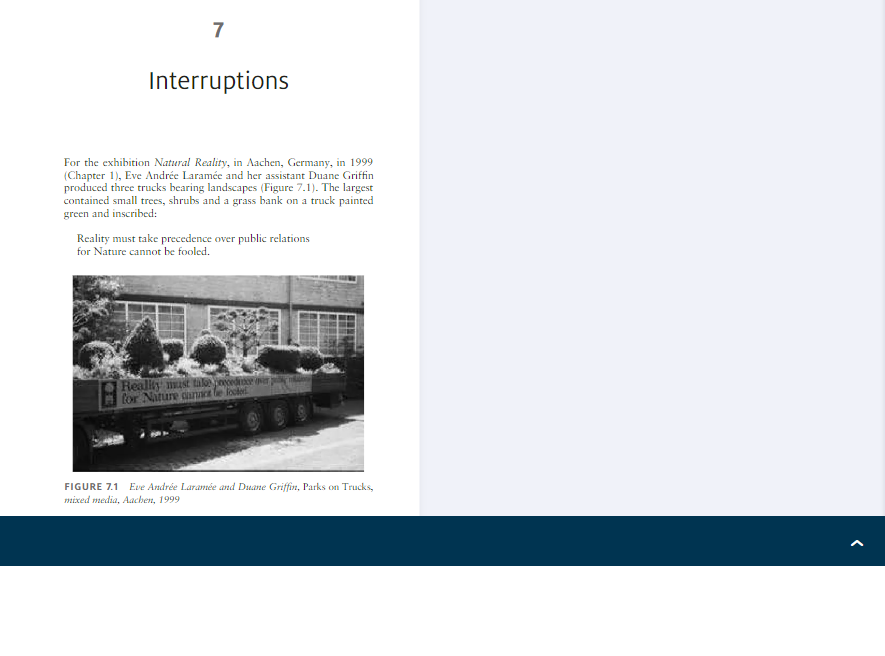 7
Interruptions
For the exhibition Natural Reality, in Aachen, Germany, in 1999
(Chapter 1), Eve Andrée Laramée and her assistant Duane Griffin
produced three trucks bearing landscapes (Figure 7.1). The largest
contained small trees, shrubs and a grass bank on a truck painted
green and inscribed:
Reality must take precedence over public relations
for Nature cannot be fooled.
Reality must take precedence over public relations
for Nature cannot be fooled.
FIGURE 7.1 Eve Andrée Laramée and Duane Griffin, Parks on Trucks,
mixed media, Aachen, 1999